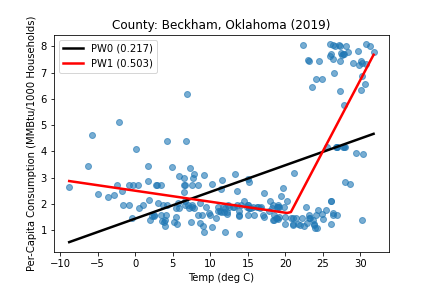 County: Beckham, Oklahoma (2019)
PW0 (0.217)
PW1 (0.503)
Per-Capita Consumption (MMBtu/1000 Households)
8
7
6
5
4
3
2
1
−10 −5 0 5 10 15 20 25 30
Temp (deg C)